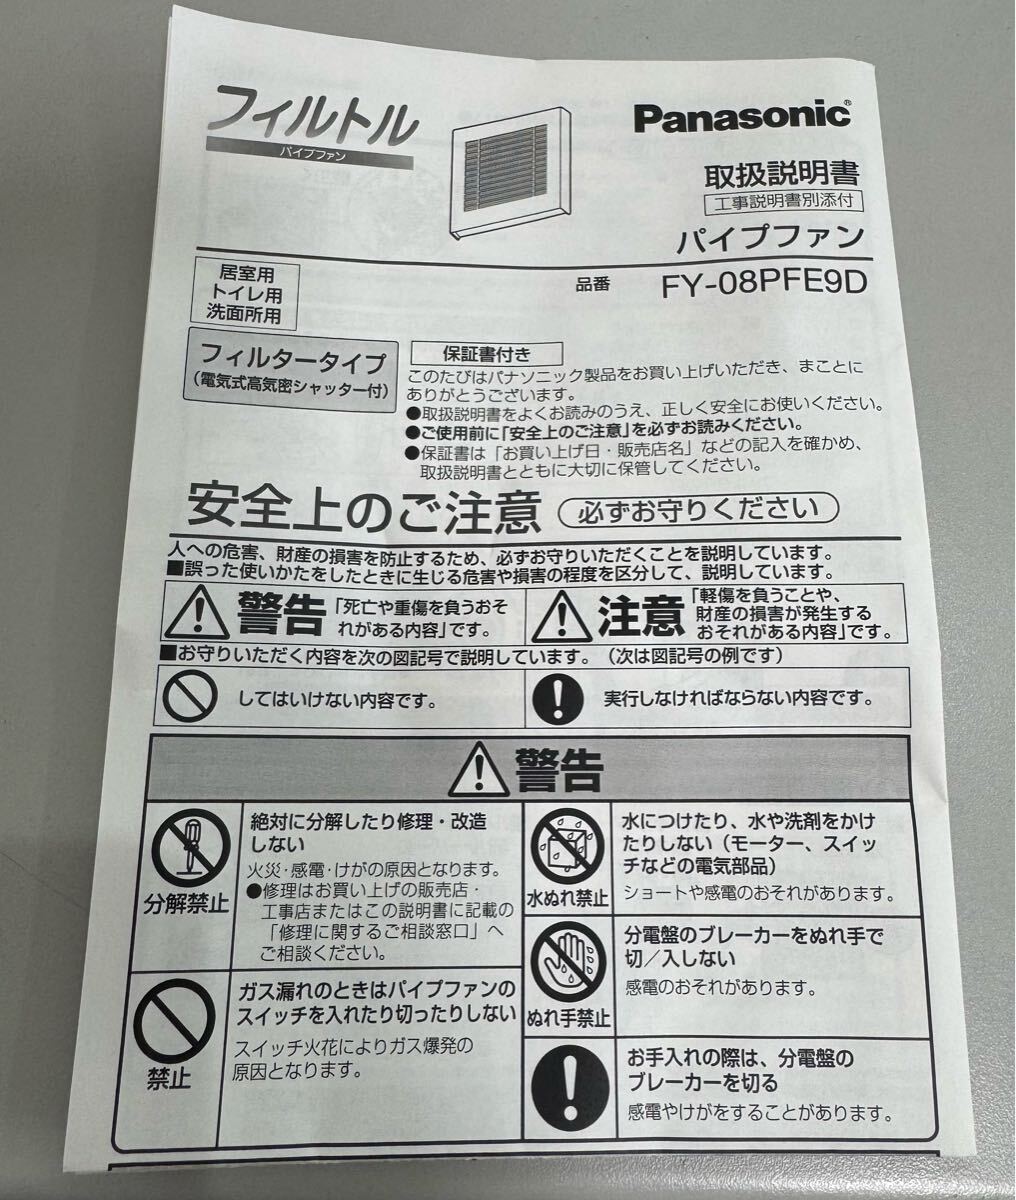 フィルトル
パイプファン
Panasonic®
取扱説明書
工事説明書別添付
パイプファン
品番 FY-08PFE9D
居室用
トイレ用
洗面所用
フィルタータイプ
(電気式高気密シャッター付)
保証書付き
このたびはパナソニック製品をお買い上げいただき、まことに
ありがとうございます。
●取扱説明書をよくお読みのうえ、正しく安全にお使いください。
●ご使用前に「安全上のご注意」を必ずお読みください。
●保証書は「お買い上げ日・販売店名」などの記入を確かめ、
取扱説明書とともに大切に保管してください。
安全上のご注意 必ずお守りください
人への危害、財産の損害を防止するため、必ずお守りいただくことを説明しています。
■誤った使いかたをしたときに生じる危害や損害の程度を区分して、説明しています。
警告 「死亡や重傷を負うおそ
れがある内容」です。
注意 「軽傷を負うことや、
財産の損害が発生する
おそれがある内容」です。
■お守りいただく内容を次の図記号で説明しています。(次は図記号の例です)
してはいけない内容です。
実行しなければならない内容です。
警告
分解禁止
絶対に分解したり修理・改造
しない
火災・感電・けがの原因となります。
●修理はお買い上げの販売店・
工事店またはこの説明書に記載の
「修理に関するご相談窓口」へ
ご相談ください。
禁止
ガス漏れのときはパイプファンの
スイッチを入れたり切ったりしない
スイッチ火花によりガス爆発の
原因となります。
水ぬれ禁止
水につけたり、水や洗剤をかけ
たりしない(モーター、スイッ
チなどの電気部品)
ショートや感電のおそれがあります。
ぬれ手禁止
分電盤のブレーカーをぬれ手で
切/入しない
感電のおそれがあります。
お手入れの際は、分電盤の
ブレーカーを切る
感電やけがをすることがあります。